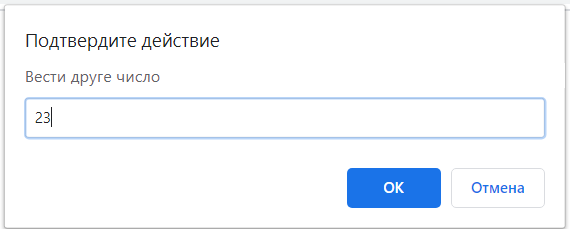 Подтвердите действие
Вести друге число
23
ОК
Отмена